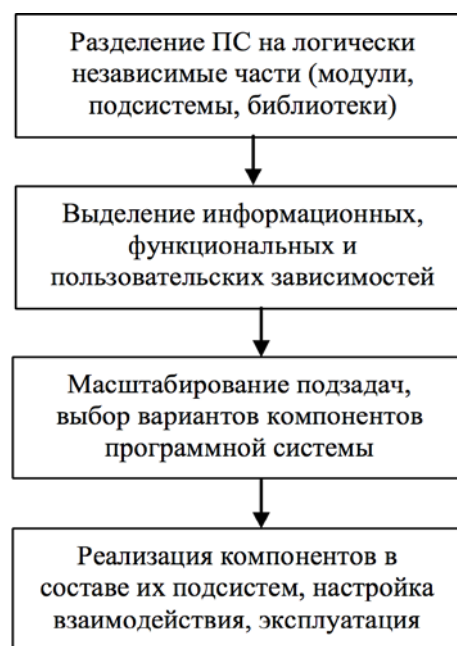 Разделение ПС на логически
независимые части (модули,
подсистемы, библиотеки)
Выделение информационных,
функциональных и
пользовательских зависимостей
Масштабирование подзадач,
выбор вариантов компонентов
программной системы
Реализация компонентов в
составе их подсистем, настройка
взаимодействия, эксплуатация